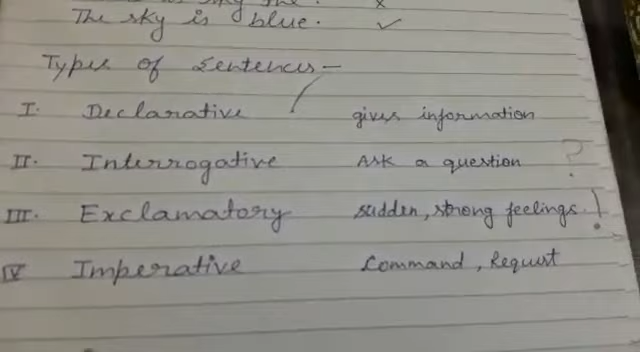 The sky is blue. ✓
Types of Sentences -
I. Declarative gives information
II. Interrogative Ask a question ?
III. Exclamatory sudden, strong feelings. !
IV Imperative Command, Request